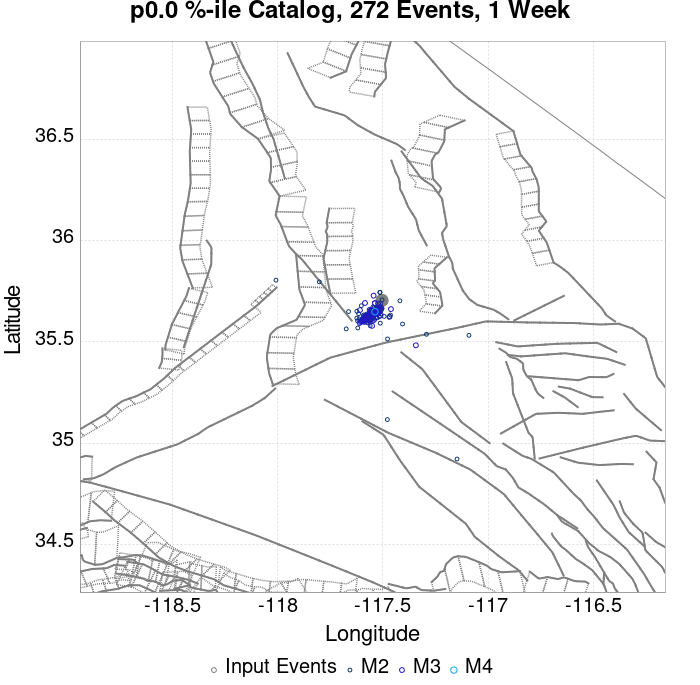 p0.0 %-ile Catalog, 272 Events, 1 Week
36.5
36
35.5
35
34.5
Latitude
-118.5 -118 -117.5 -117 -116.5
Longitude
Input Events M2 M3 M4